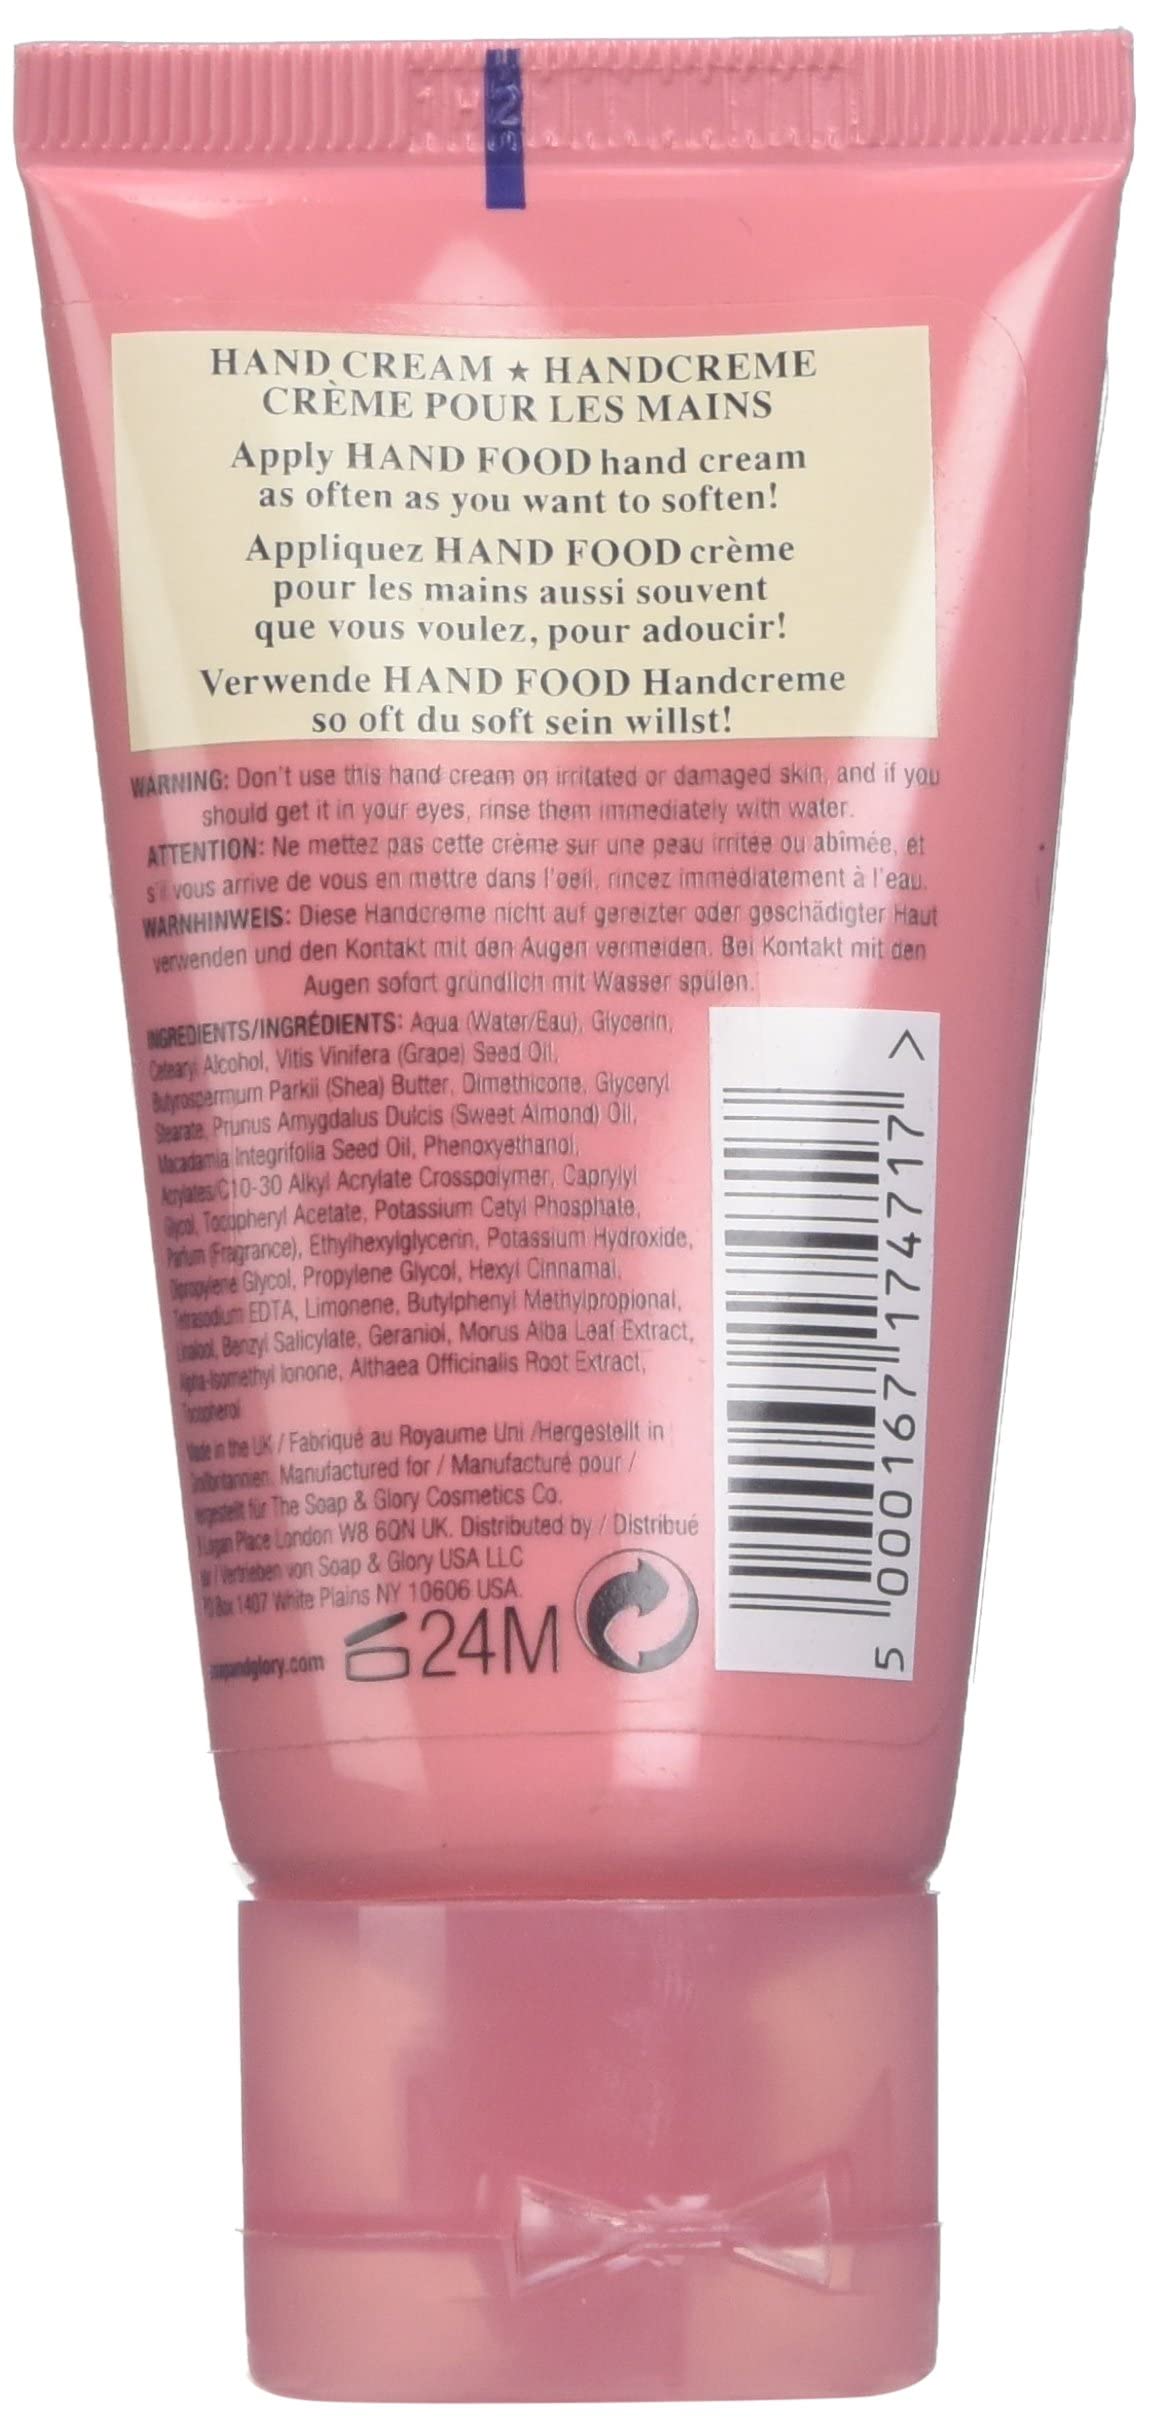 HAND CREAM ★ HANDCREME
CRÈME POUR LES MAINS
Apply HAND FOOD hand cream
as often as you want to soften!
Appliquez HAND FOOD crème
pour les mains aussi souvent
que vous voulez, pour adoucir!
Verwende HAND FOOD Handcreme
so oft du soft sein willst!
WARNING: Don't use this hand cream on irritated or damaged skin, and if you
should get it in your eyes, rinse them immediately with water.
ATTENTION: Ne mettez pas cette crème sur une peau irritée ou abîmée, et
s'il vous arrive de vous en mettre dans l'oeil, rincez immédiatement à l'eau.
WARNHINWEIS: Diese Handcreme nicht auf gereizter oder geschädigter Haut
verwenden und den Kontakt mit den Augen vermeiden. Bei Kontakt mit den
Augen sofort gründlich mit Wasser spülen.
INGREDIENTS/INGRÉDIENTS: Aqua (Water/Eau), Glycerin,
Cetearyl Alcohol, Vitis Vinifera (Grape) Seed Oil,
Butyrospermum Parkii (Shea) Butter, Dimethicone, Glyceryl
Stearate, Prunus Amygdalus Dulcis (Sweet Almond) Oil,
Macadamia Integrifolia Seed Oil, Phenoxyethanol,
Acrylates/C10-30 Alkyl Acrylate Crosspolymer, Caprylyl
Glycol, Tocopheryl Acetate, Potassium Cetyl Phosphate,
Parfum (Fragrance), Ethylhexylglycerin, Potassium Hydroxide,
Dipropylene Glycol, Propylene Glycol, Hexyl Cinnamal,
Tetrasodium EDTA, Limonene, Butylphenyl Methylpropional,
Linalool, Benzyl Salicylate, Geraniol, Morus Alba Leaf Extract,
Alpha-Isomethyl Ionone, Althaea Officinalis Root Extract,
Tocopherol
Made in the UK / Fabriqué au Royaume Uni /Hergestellt in
Großbritannien. Manufactured for / Manufacturé pour /
Hergestellt für The Soap & Glory Cosmetics Co.
Logan Place London W8 6QN UK. Distributed by / Distribué
par / Vertrieben von Soap & Glory USA LLC
PO Box 1407 White Plains NY 10606 USA.
soapandglory.com
24M
5 000167 174717 >